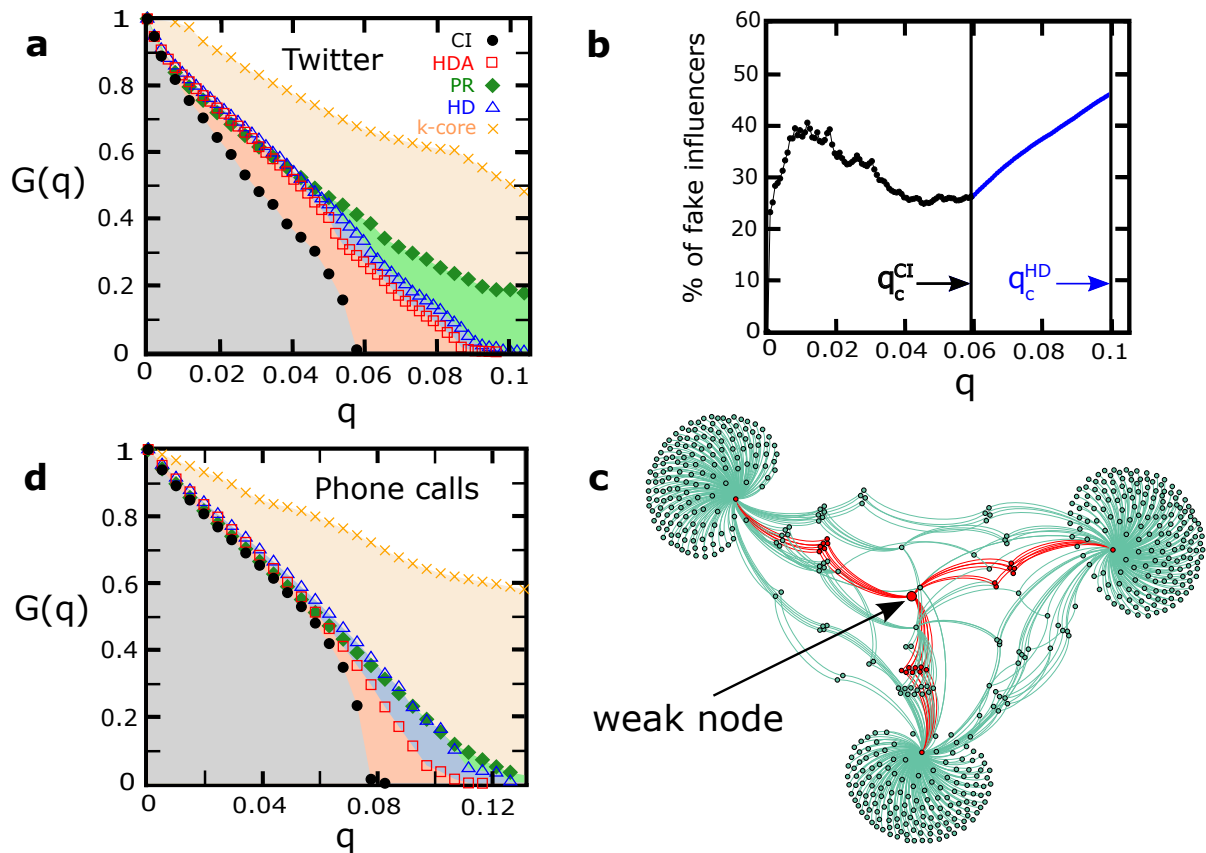 a
Twitter
CI
HDA
PR
HD
k-core
G(q)
1
0.8
0.6
0.4
0.2
0
0 0.02 0.04 0.06 0.08 0.1
q
b
% of fake influencers
60
50
40
30
20
10
0
q_c^CI
q_c^HD
0 0.02 0.04 0.06 0.08 0.1
q
d
Phone calls
G(q)
1
0.8
0.6
0.4
0.2
0
0 0.04 0.08 0.12
q
c
weak node